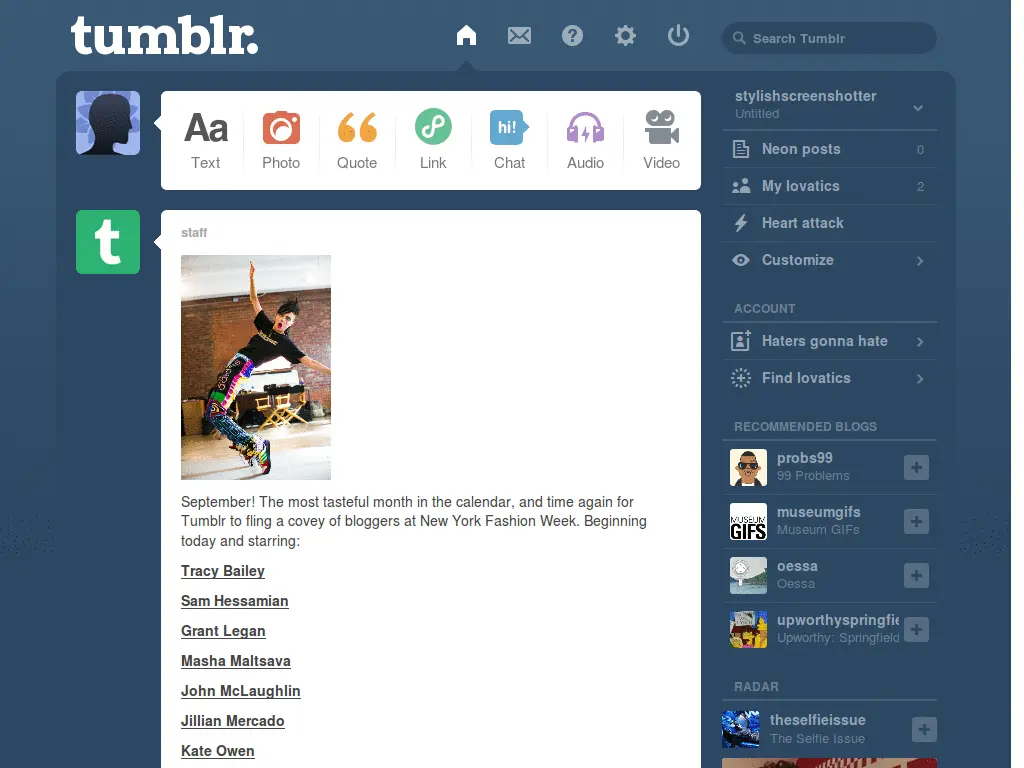 tumblr.
Search Tumblr
Aa
Text
Photo
Quote
Link
hi!
Chat
Audio
Video
t
staff
September! The most tasteful month in the calendar, and time again for
Tumblr to fling a covey of bloggers at New York Fashion Week. Beginning
today and starring:
Tracy Bailey
Sam Hessamian
Grant Legan
Masha Maltsava
John McLaughlin
Jillian Mercado
Kate Owen
stylishscreenshotter
Untitled
Neon posts 0
My lovatics 2
Heart attack
Customize
ACCOUNT
Haters gonna hate
Find lovatics
RECOMMENDED BLOGS
probs99
99 Problems
MUSEUM
GIFS
museumgifs
Museum GIFs
oessa
Oessa
upworthyspringfie
Upworthy: Springfield
RADAR
theselfieissue
The Selfie Issue